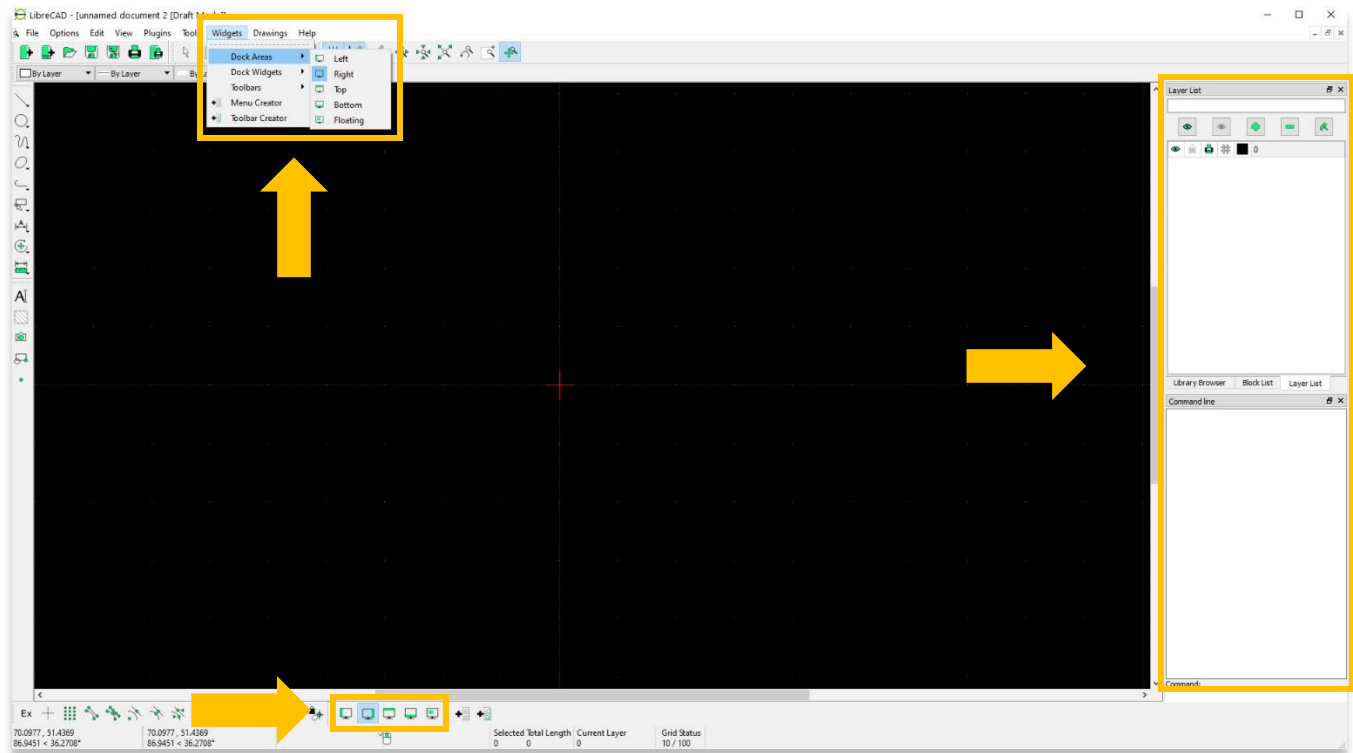 LibreCAD - [unnamed document 2 [Draft
File Options Edit View Plugins Widgets Drawings Help
By Layer By Layer
Dock Areas
Dock Widgets
Toolbars
Menu Creator
Toolbar Creator
Left
Right
Top
Bottom
Floating
Layer List
0
Library Browser Block List Layer List
Command line
Command:
A
Ex
70.0977 , 51.4369
86.9451 < 36.2708°
70.0977 , 51.4369
86.9451 < 36.2708°
Selected Total Length Current Layer Grid Status
0 0 0 10 / 100